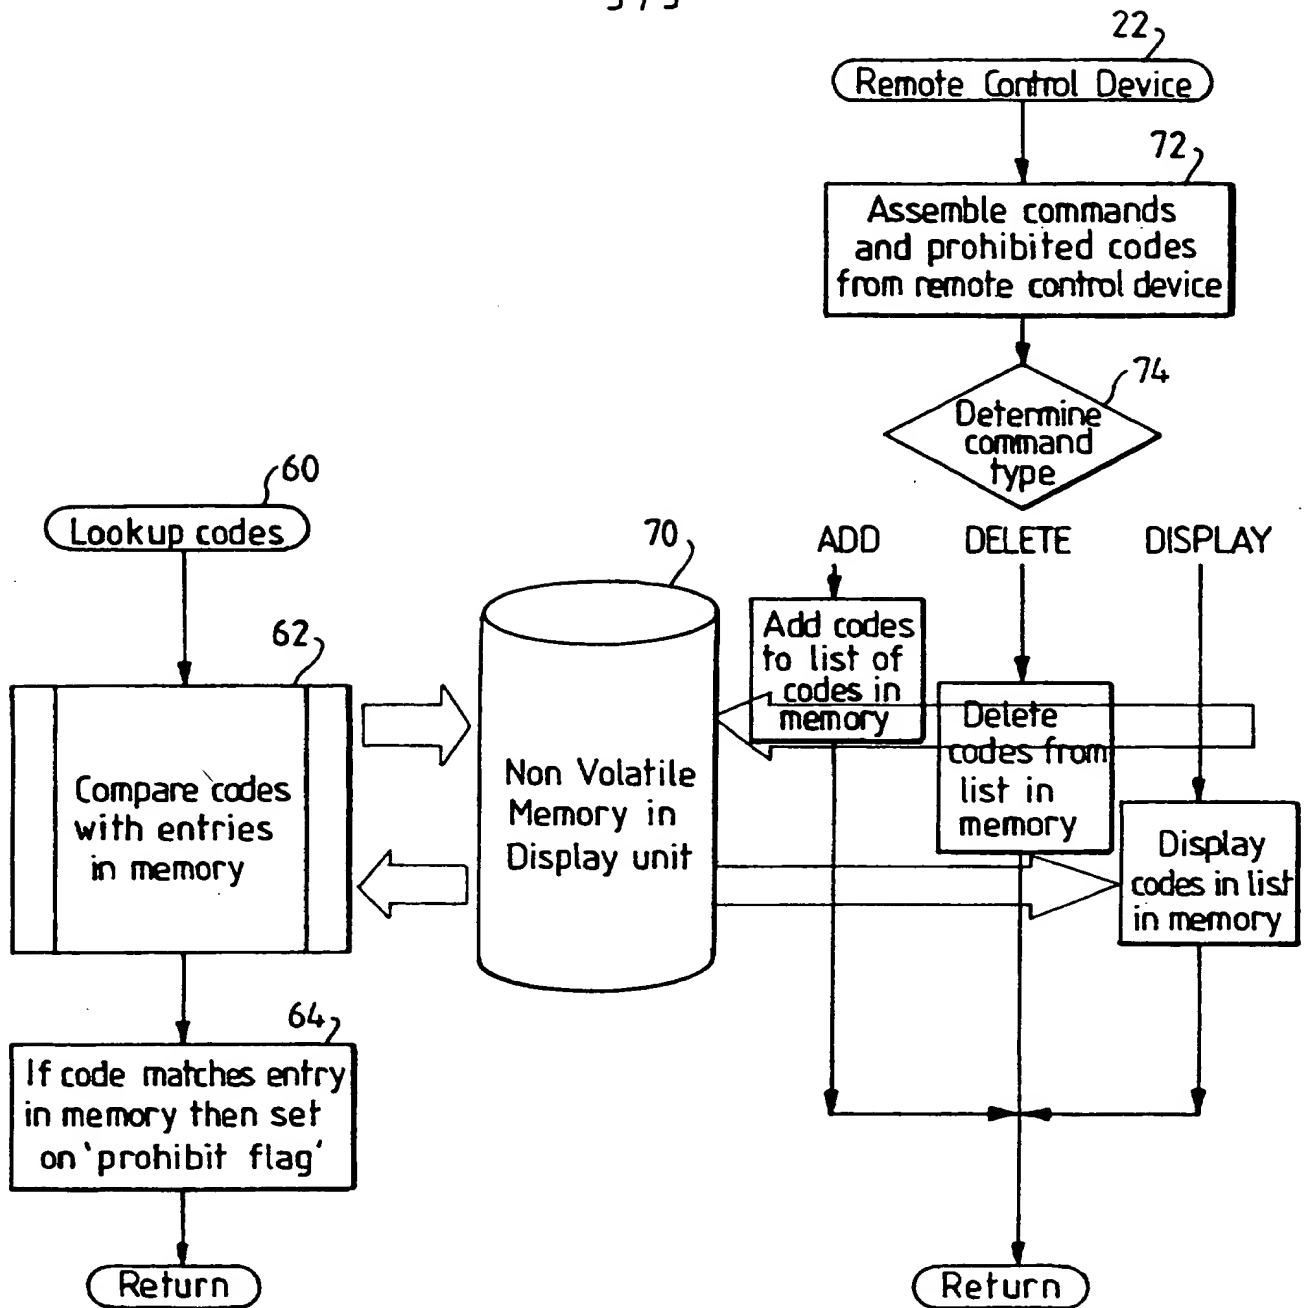 22
Remote Control Device
72
Assemble commands
and prohibited codes
from remote control device
74
Determine
command
type
60
Lookup codes
70
ADD
DELETE
DISPLAY
62
Compare codes
with entries
in memory
Non Volatile
Memory in
Display unit
Add codes
to list of
codes in
memory
Delete
codes from
list in
memory
Display
codes in list
in memory
64
If code matches entry
in memory then set
on 'prohibit flag'
Return
Return